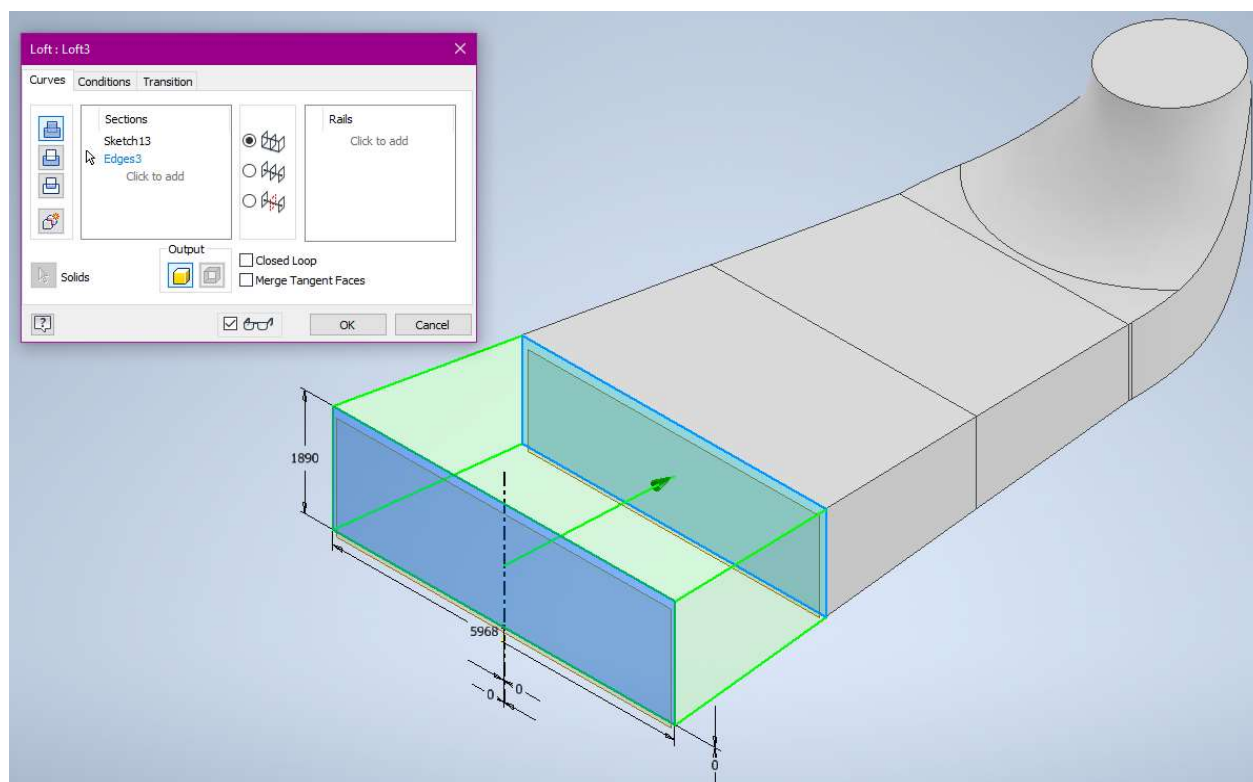 Loft : Loft3
Curves Conditions Transition
Sections
Sketch13
Edges3
Click to add
Rails
Click to add
Output
Solids
Closed Loop
Merge Tangent Faces
OK Cancel
1890
5968
0
0
0